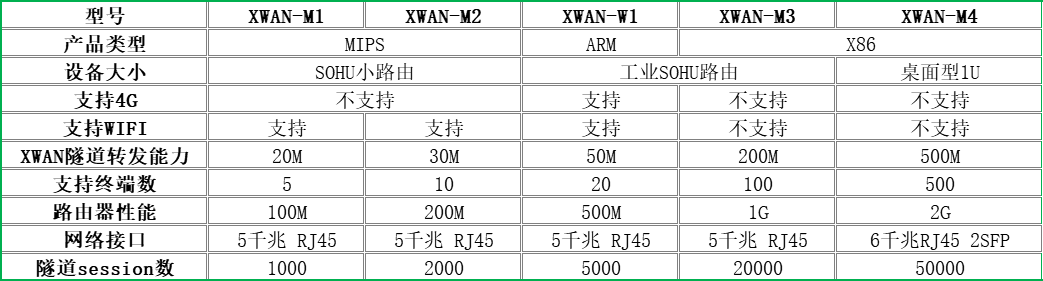 型号 XWAN-M1 XWAN-M2 XWAN-W1 XWAN-M3 XWAN-M4
产品类型 MIPS ARM X86
设备大小 SOHU小路由 工业SOHU路由 桌面型1U
支持4G 不支持 支持 不支持 不支持
支持WIFI 支持 支持 支持 不支持 不支持
XWAN隧道转发能力 20M 30M 50M 200M 500M
支持终端数 5 10 20 100 500
路由器性能 100M 200M 500M 1G 2G
网络接口 5千兆 RJ45 5千兆 RJ45 5千兆 RJ45 5千兆 RJ45 6千兆RJ45 2SFP
隧道session数 1000 2000 5000 20000 50000